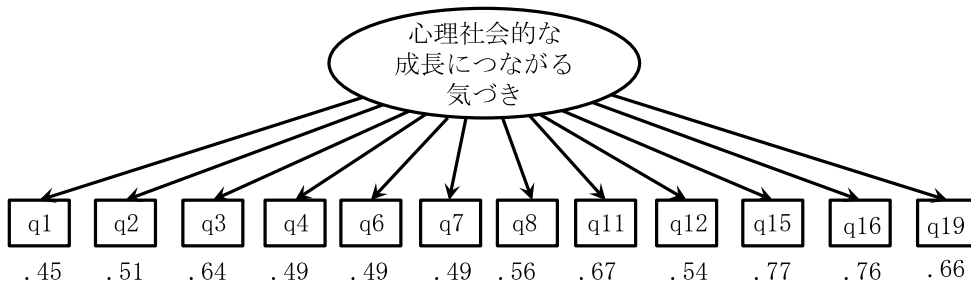 心理社会的な
成長につながる
気づき
q1 q2 q3 q4 q6 q7 q8 q11 q12 q15 q16 q19
.45 .51 .64 .49 .49 .49 .56 .67 .54 .77 .76 .66